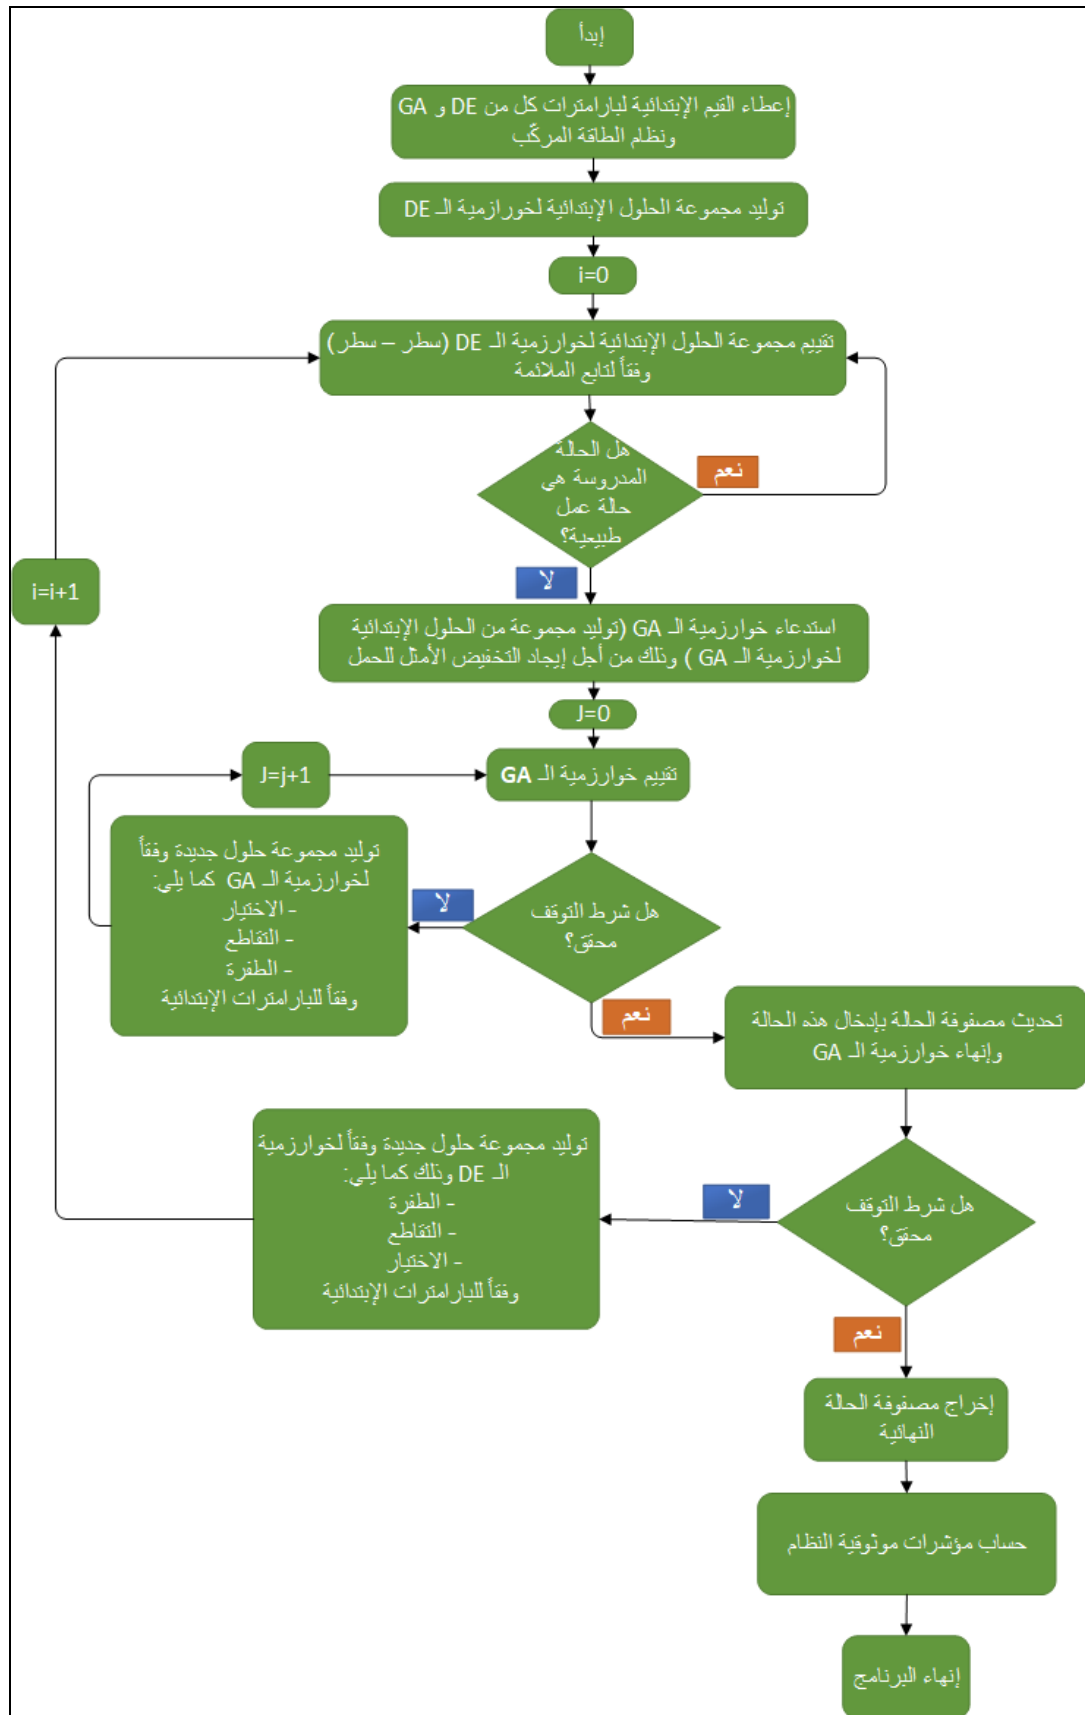 إبدأ
إعطاء القيم الإبتدائية لبارامترات كل من DE و GA
ونظام الطاقة المركّب
توليد مجموعة الحلول الإبتدائية لخورازمية الـ DE
i=0
تقييم مجموعة الحلول الإبتدائية لخوارزمية الـ DE (سطر – سطر)
وفقاً لتابع الملائمة
هل الحالة
المدروسة هي
حالة عمل
طبيعية؟
نعم
لا
i=i+1
استدعاء خوارزمية الـ GA (توليد مجموعة من الحلول الإبتدائية
لخوارزمية الـ GA ) وذلك من أجل إيجاد التخفيض الأمثل للحمل
J=0
J=j+1
تقييم خوارزمية الـ GA
توليد مجموعة حلول جديدة وفقاً
لخوارزمية الـ GA كما يلي:
- الاختيار
- التقاطع
- الطفرة
وفقاً للبارامترات الإبتدائية
لا
هل شرط التوقف
محقق؟
نعم
تحديث مصفوفة الحالة بإدخال هذه الحالة
وإنهاء خوارزمية الـ GA
توليد مجموعة حلول جديدة وفقاً لخوارزمية
الـ DE وذلك كما يلي:
- الطفرة
- التقاطع
- الاختيار
وفقاً للبارامترات الإبتدائية
لا
هل شرط التوقف
محقق؟
نعم
إخراج مصفوفة الحالة
النهائية
حساب مؤشرات موثوقية النظام
إنهاء البرنامج